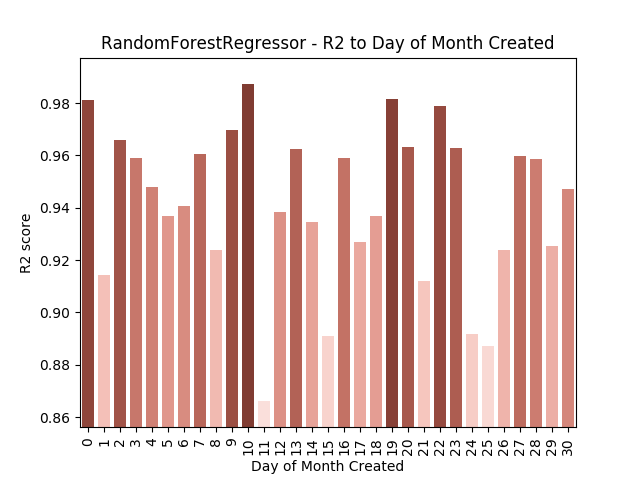 RandomForestRegressor - R2 to Day of Month Created
R2 score
0.98
0.96
0.94
0.92
0.90
0.88
0.86
0 1 2 3 4 5 6 7 8 9 10 11 12 13 14 15 16 17 18 19 20 21 22 23 24 25 26 27 28 29 30
Day of Month Created